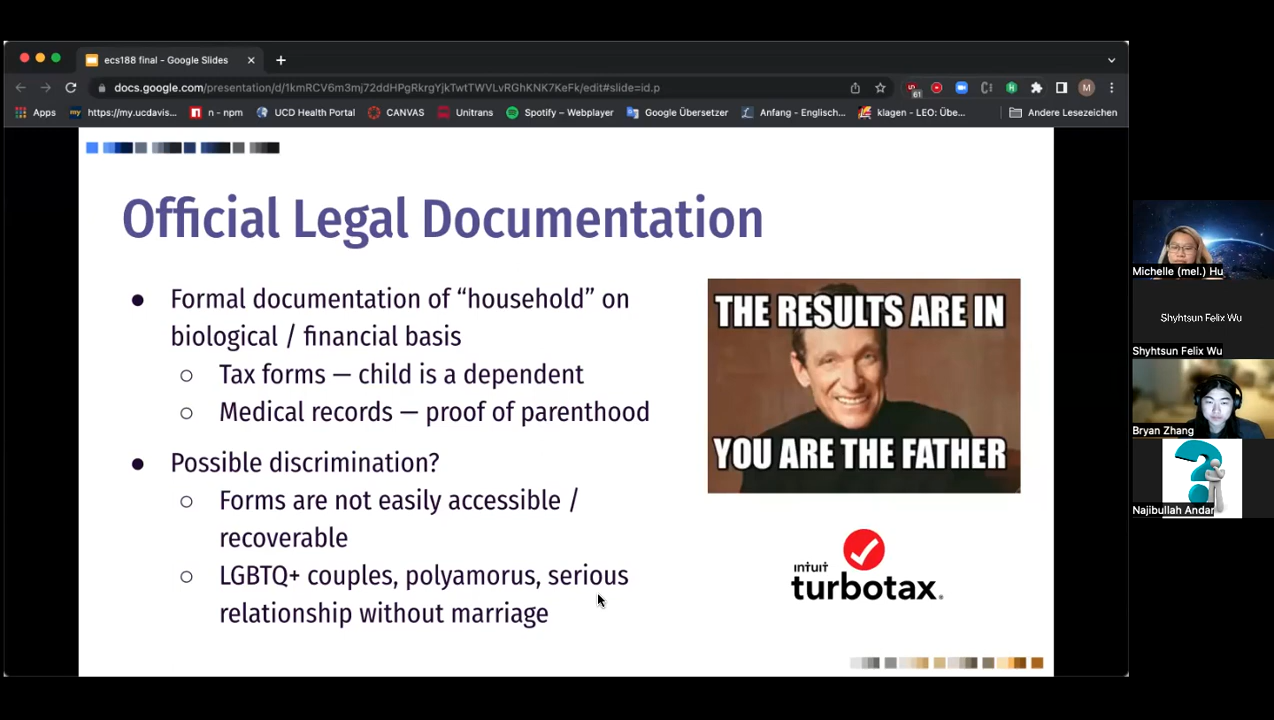 ecs188 final - Google Slides
docs.google.com/presentation/d/1kmRCV6m3mj72ddHPgRkrgYjkTwtTWVLvRGhKNK7KeFk/edit#slide=id.p
61
M
Apps
my
https://my.ucdavis...
n - npm
UCD Health Portal
CANVAS
Unitrans
Spotify – Webplayer
Google Übersetzer
Anfang - Englisch...
klagen - LEO: Übe...
Andere Lesezeichen
Official Legal Documentation
● Formal documentation of “household” on
biological / financial basis
○ Tax forms — child is a dependent
○ Medical records — proof of parenthood
● Possible discrimination?
○ Forms are not easily accessible /
recoverable
○ LGBTQ+ couples, polyamorus, serious
relationship without marriage
THE RESULTS ARE IN
YOU ARE THE FATHER
intuit
turbotax.
Michelle (mel.) Hu
Shyhtsun Felix Wu
Shyhtsun Felix Wu
Bryan Zhang
Najibullah Andar